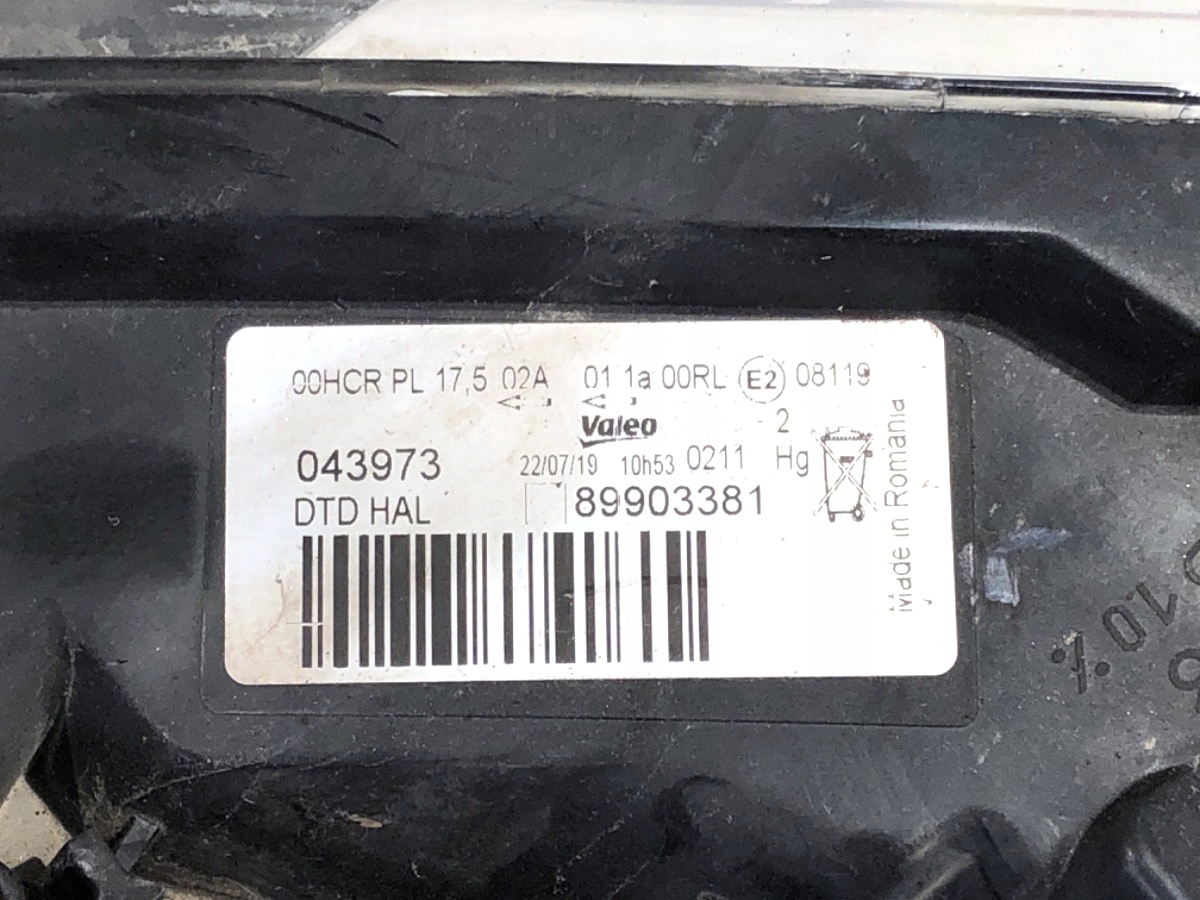 00HCR PL 17,5 02A 01 1a 00RL E2 08119
Valeo 2
043973 22/07/19 10h53 0211 Hg
DTD HAL 89903381
Made in Romania
10%